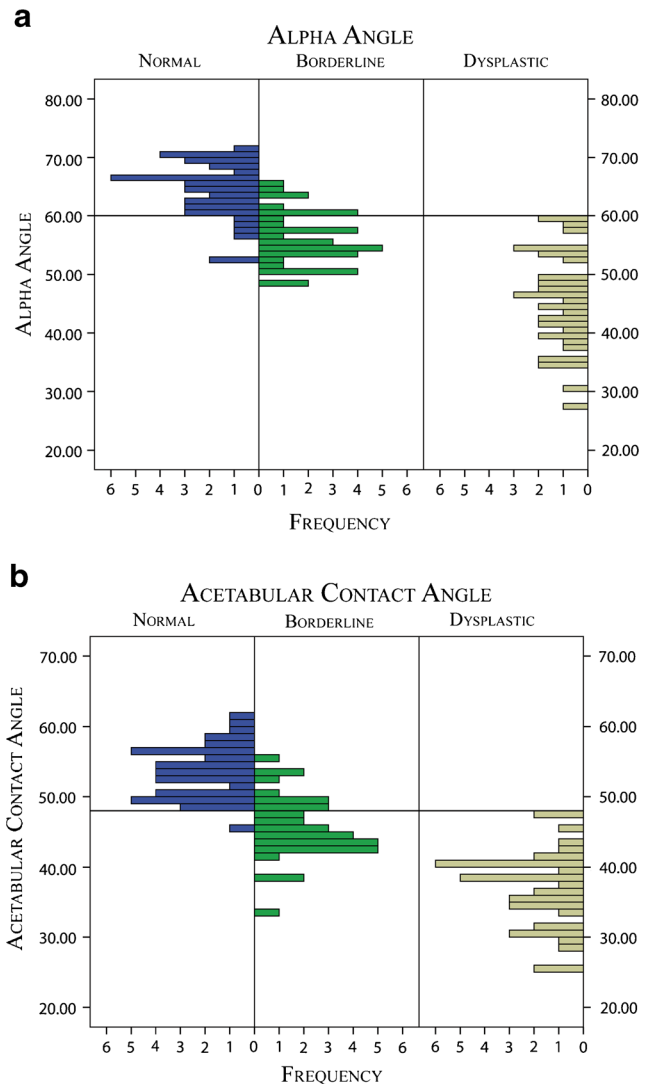 a
ALPHA ANGLE
NORMAL BORDERLINE DYSPLASTIC
80.00 80.00
70.00 70.00
60.00 60.00
50.00 50.00
40.00 40.00
30.00 30.00
20.00 20.00
ALPHA ANGLE
6 5 4 3 2 1 0 1 2 3 4 5 6 6 5 4 3 2 1 0
FREQUENCY
b
ACETABULAR CONTACT ANGLE
NORMAL BORDERLINE DYSPLASTIC
70.00 70.00
60.00 60.00
50.00 50.00
40.00 40.00
30.00 30.00
20.00 20.00
ACETABULAR CONTACT ANGLE
6 5 4 3 2 1 0 1 2 3 4 5 6 6 5 4 3 2 1 0
FREQUENCY